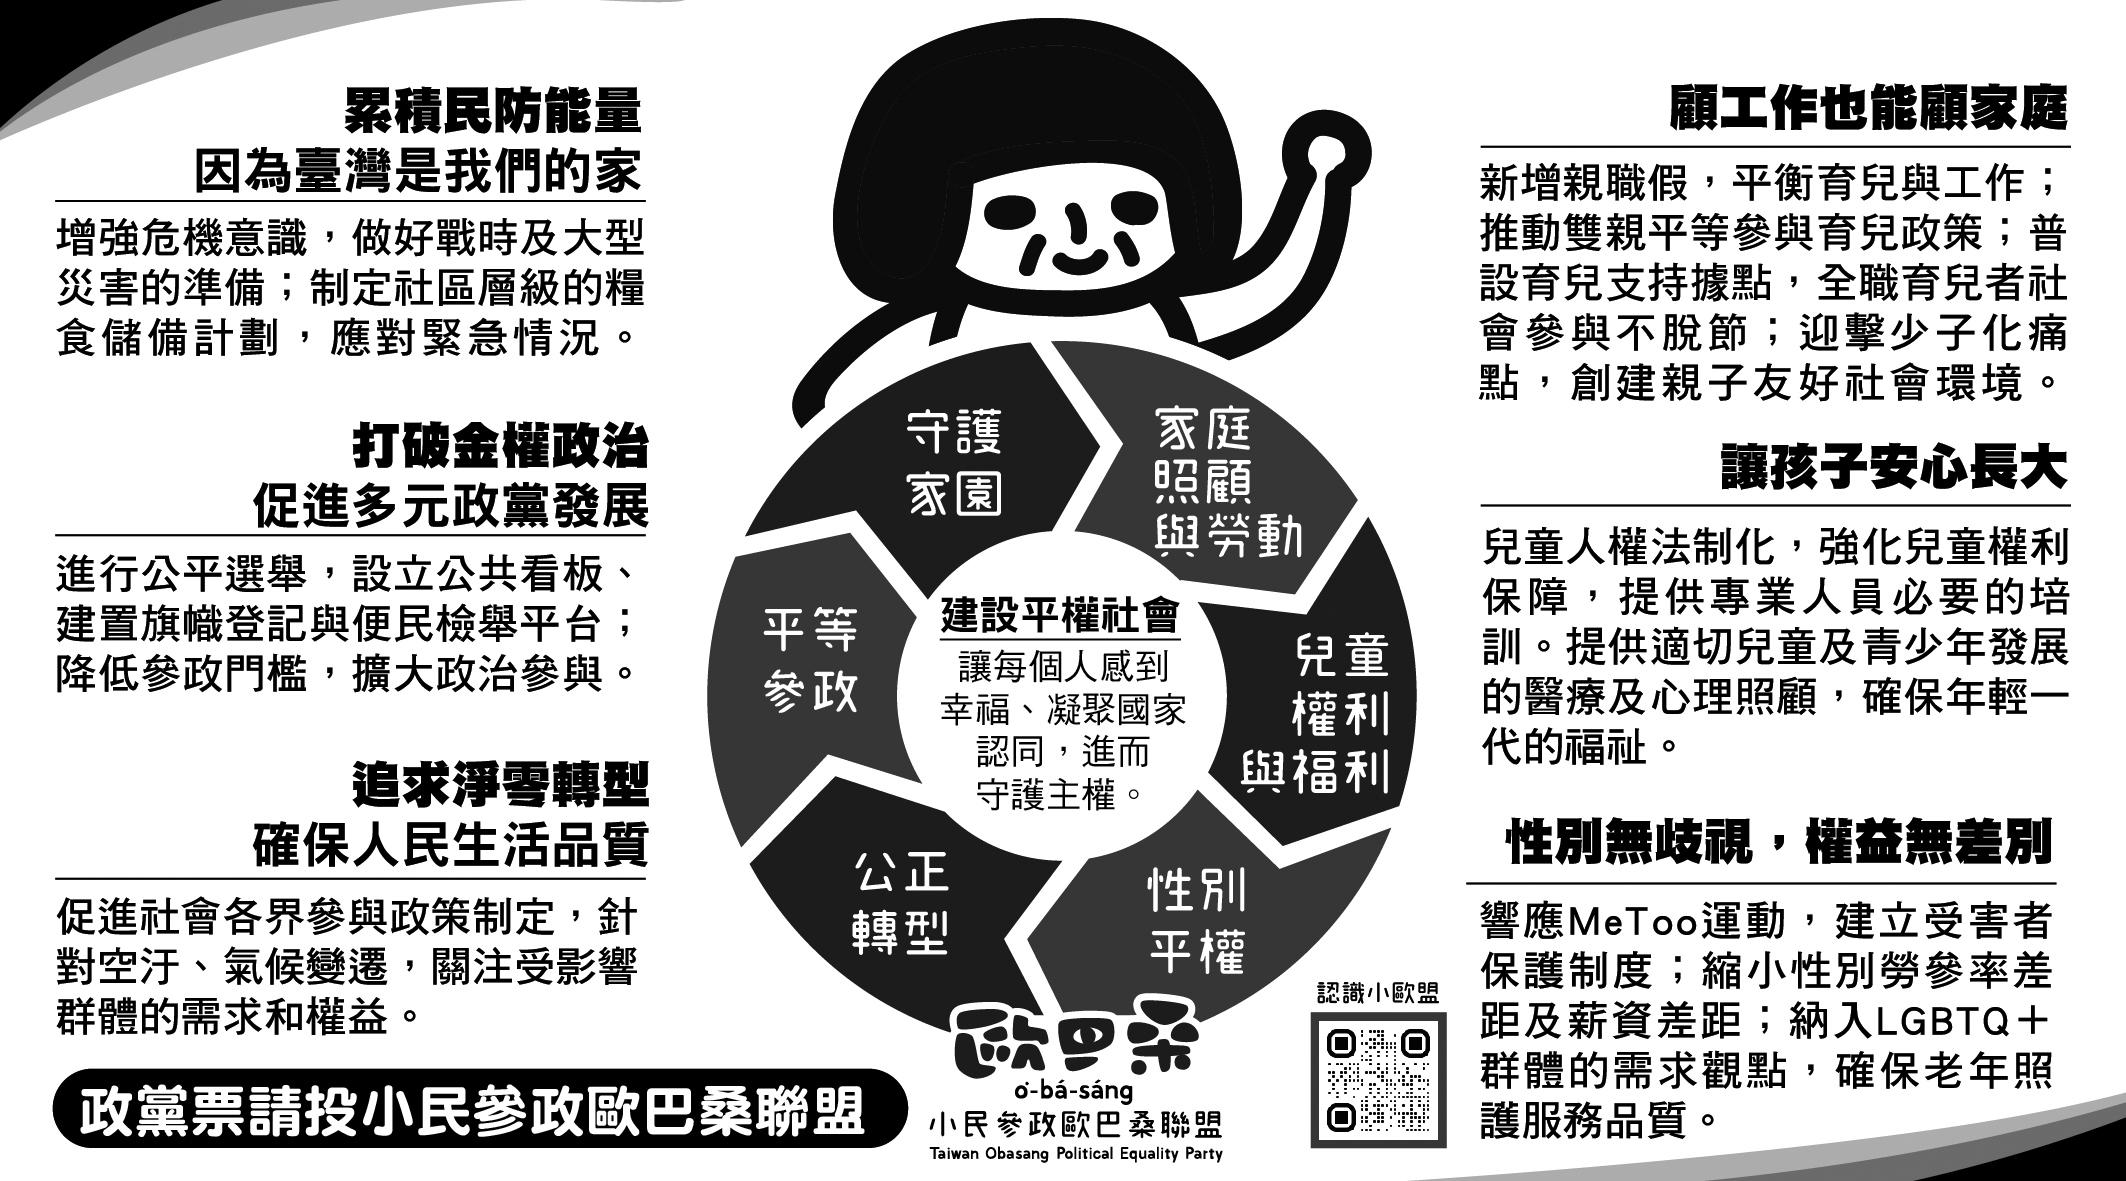 累積民防能量
因為臺灣是我們的家
增強危機意識，做好戰時及大型
災害的準備；制定社區層級的糧
食儲備計劃，應對緊急情況。
打破金權政治
促進多元政黨發展
進行公平選舉，設立公共看板、
建置旗幟登記與便民檢舉平台；
降低參政門檻，擴大政治參與。
追求淨零轉型
確保人民生活品質
促進社會各界參與政策制定，針
對空汙、氣候變遷，關注受影響
群體的需求和權益。
政黨票請投小民參政歐巴桑聯盟
守護
家園
家庭
照顧
與勞動
平等
參政
兒童
權利
與福利
公正
轉型
性別
平權
建設平權社會
讓每個人感到
幸福、凝聚國家
認同，進而
守護主權。
歐巴桑
o͘-bá-sáng
小民參政歐巴桑聯盟
Taiwan Obasang Political Equality Party
認識小歐盟
顧工作也能顧家庭
新增親職假，平衡育兒與工作；
推動雙親平等參與育兒政策；普
設育兒支持據點，全職育兒者社
會參與不脫節；迎擊少子化痛
點，創建親子友好社會環境。
讓孩子安心長大
兒童人權法制化，強化兒童權利
保障，提供專業人員必要的培
訓。提供適切兒童及青少年發展
的醫療及心理照顧，確保年輕一
代的福祉。
性別無歧視，權益無差別
響應MeToo運動，建立受害者
保護制度；縮小性別勞參率差
距及薪資差距；納入LGBTQ＋
群體的需求觀點，確保老年照
護服務品質。